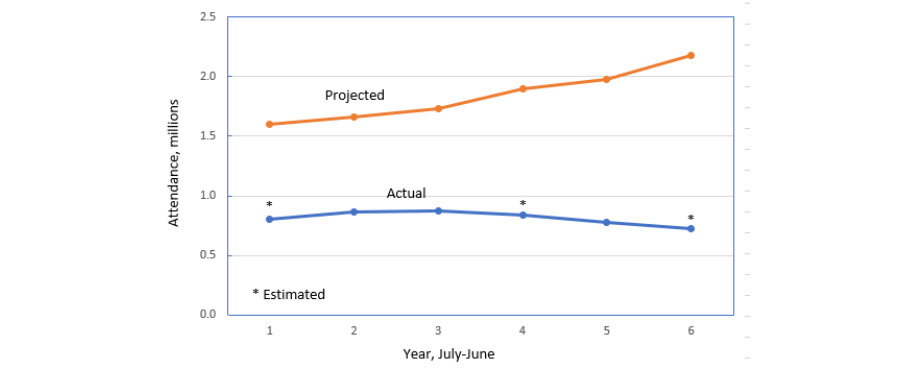 2.5
2.0
Projected
1.5
Attendance, millions
Actual
1.0
*
*
*
0.5
* Estimated
0.0
1 2 3 4 5 6
Year, July-June